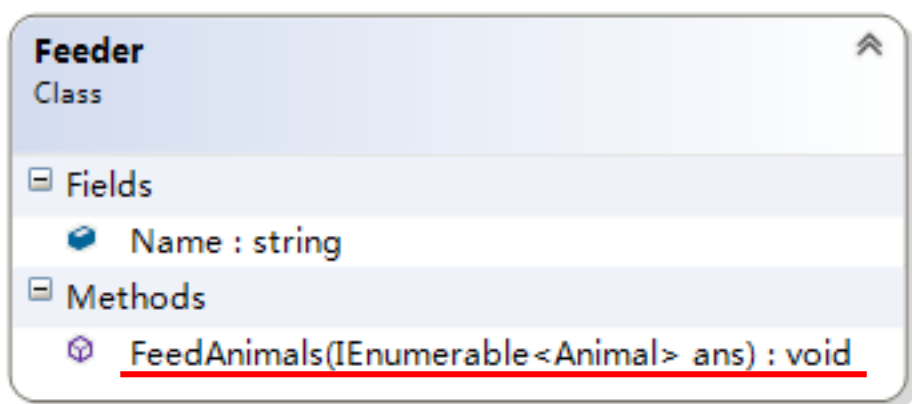 Feeder
Class
Fields
Name : string
Methods
FeedAnimals(IEnumerable<Animal> ans) : void